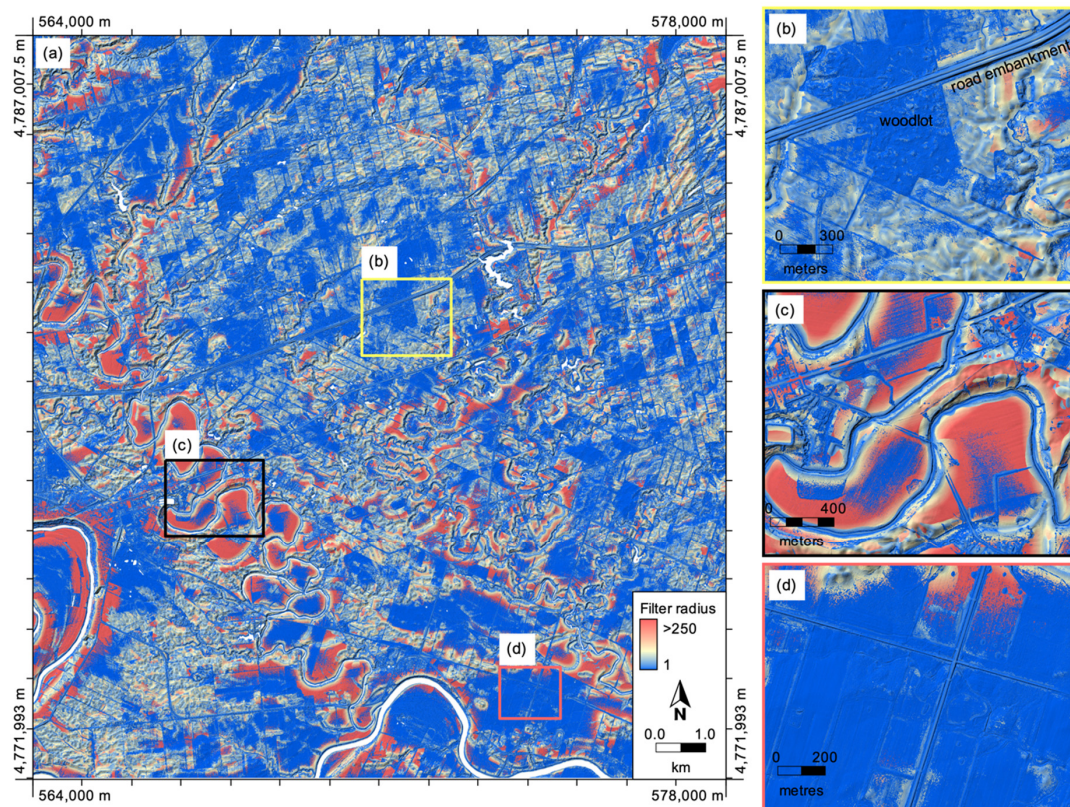 564,000 m
578,000 m
(a)
4,787,007.5 m
4,787,007.5 m
(b)
(c)
(d)
Filter radius
>250
1
N
0.0 1.0
km
4,771,993 m
4,771,993 m
564,000 m
578,000 m
(b)
road embankment
woodlot
0 300
meters
(c)
0 400
meters
(d)
0 200
metres